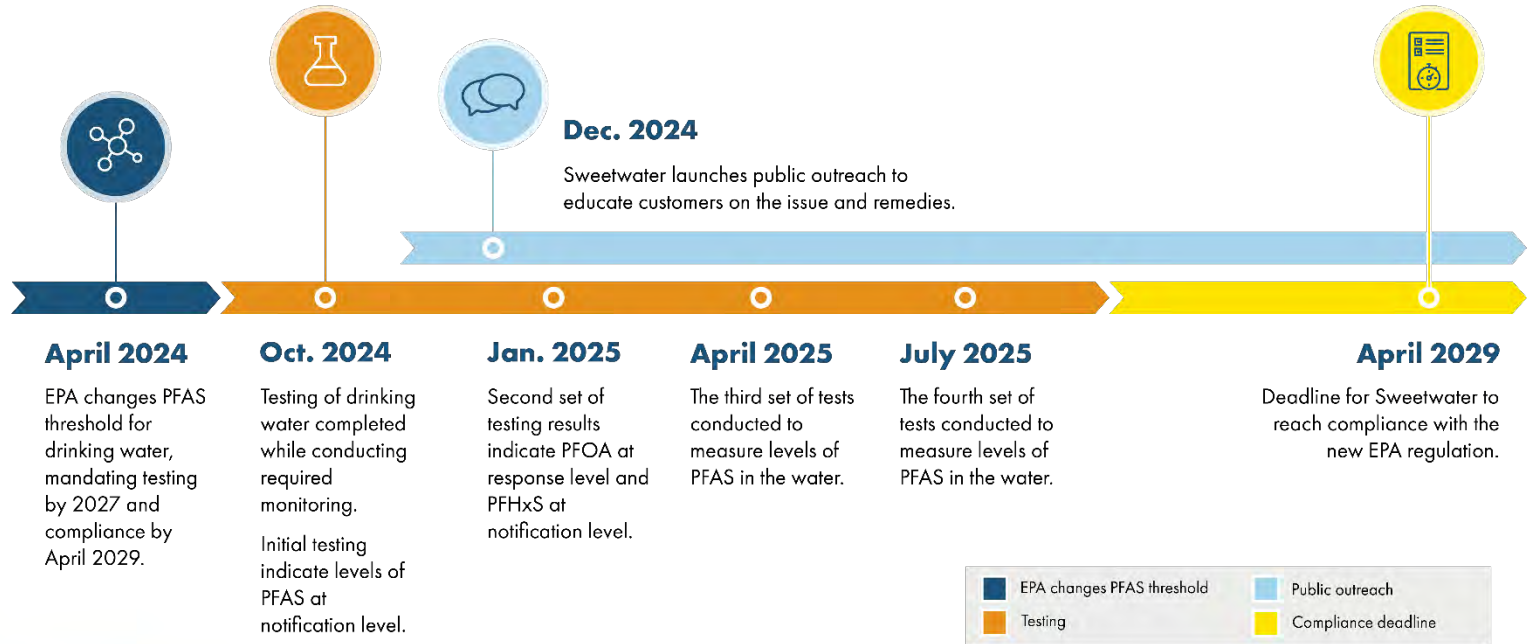 Dec. 2024
Sweetwater launches public outreach to
educate customers on the issue and remedies.
April 2024
EPA changes PFAS
threshold for
drinking water,
mandating testing
by 2027 and
compliance by
April 2029.
Oct. 2024
Testing of drinking
water completed
while conducting
required
monitoring.
Initial testing
indicate levels of
PFAS at
notification level.
Jan. 2025
Second set of
testing results
indicate PFOA at
response level and
PFHxS at
notification level.
April 2025
The third set of tests
conducted to
measure levels of
PFAS in the water.
July 2025
The fourth set of
tests conducted to
measure levels of
PFAS in the water.
April 2029
Deadline for Sweetwater to
reach compliance with the
new EPA regulation.
EPA changes PFAS threshold
Public outreach
Testing
Compliance deadline